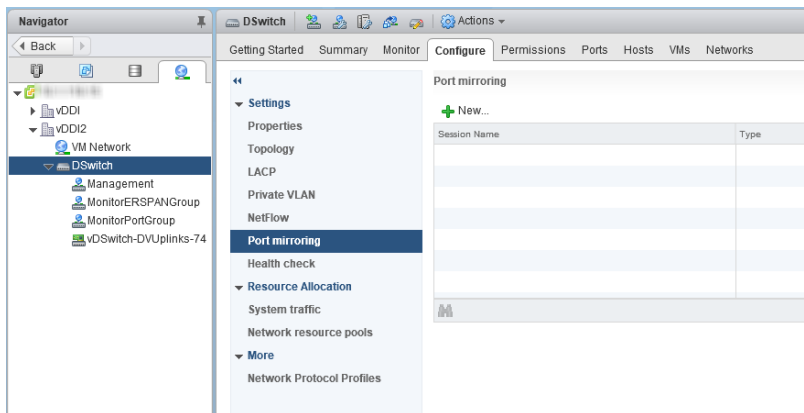 Navigator
Back
vDDI
vDDI2
VM Network
DSwitch
Management
MonitorERSPANGroup
MonitorPortGroup
vDSwitch-DVUplinks-74
DSwitch
Actions
Getting Started
Summary
Monitor
Configure
Permissions
Ports
Hosts
VMs
Networks
Settings
Properties
Topology
LACP
Private VLAN
NetFlow
Port mirroring
Health check
Resource Allocation
System traffic
Network resource pools
More
Network Protocol Profiles
Port mirroring
New...
Session Name
Type